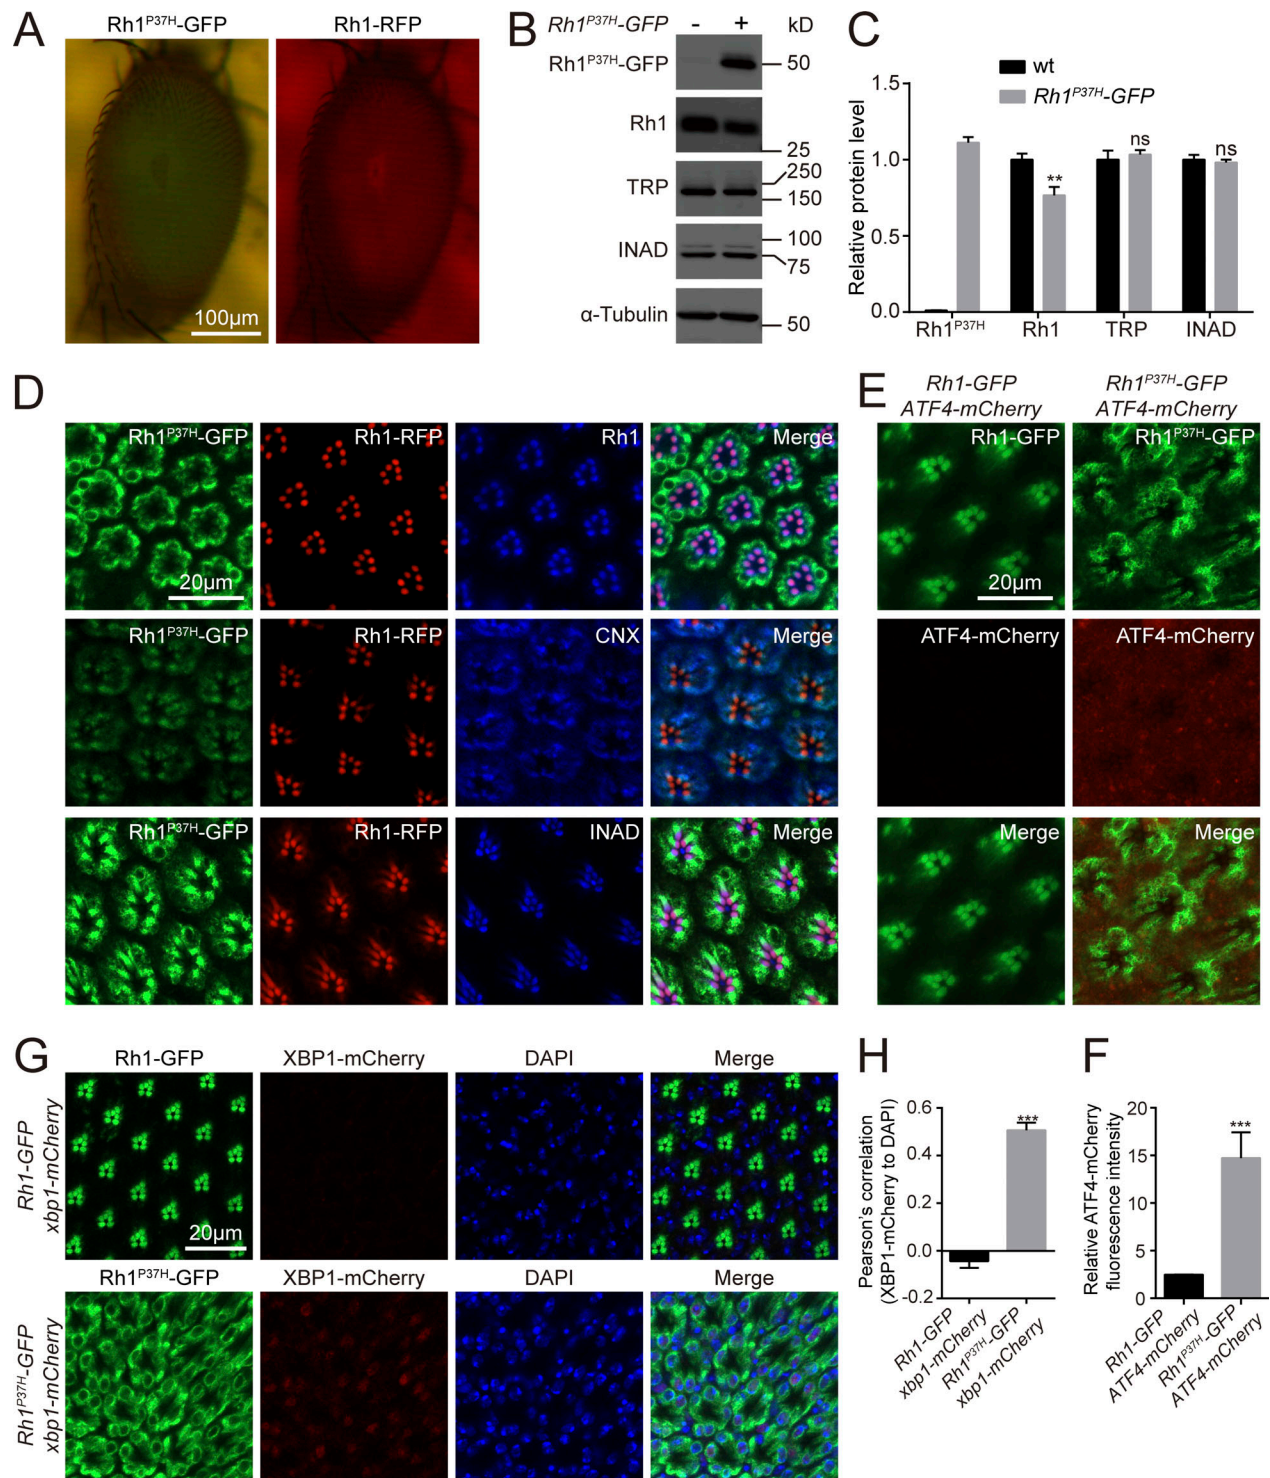 A
Rh1P37H-GFP
Rh1-RFP
100μm
B
Rh1P37H-GFP - + kD
Rh1P37H-GFP
50
Rh1
25
TRP
250
150
INAD
100
75
α-Tubulin
50
C
wt
Rh1P37H-GFP
Relative protein level
1.5
1.0
0.5
0.0
**
ns
ns
Rh1P37H
Rh1
TRP
INAD
D
Rh1P37H-GFP
Rh1-RFP
Rh1
Merge
20μm
Rh1P37H-GFP
Rh1-RFP
CNX
Merge
Rh1P37H-GFP
Rh1-RFP
INAD
Merge
E
Rh1-GFP
ATF4-mCherry
Rh1P37H-GFP
ATF4-mCherry
Rh1-GFP
Rh1P37H-GFP
20μm
ATF4-mCherry
ATF4-mCherry
Merge
Merge
G
Rh1-GFP
XBP1-mCherry
DAPI
Merge
Rh1-GFP
xbp1-mCherry
20μm
Rh1P37H-GFP
XBP1-mCherry
DAPI
Merge
Rh1P37H-GFP
xbp1-mCherry
H
Pearson's correlation
(XBP1-mCherry to DAPI)
0.6
0.4
0.2
0.0
-0.2
***
Rh1-GFP
xbp1-mCherry
Rh1P37H-GFP
xbp1-mCherry
F
Relative ATF4-mCherry
fluorescence intensity
20
15
10
5
0
***
Rh1-GFP
ATF4-mCherry
Rh1P37H-GFP
ATF4-mCherry